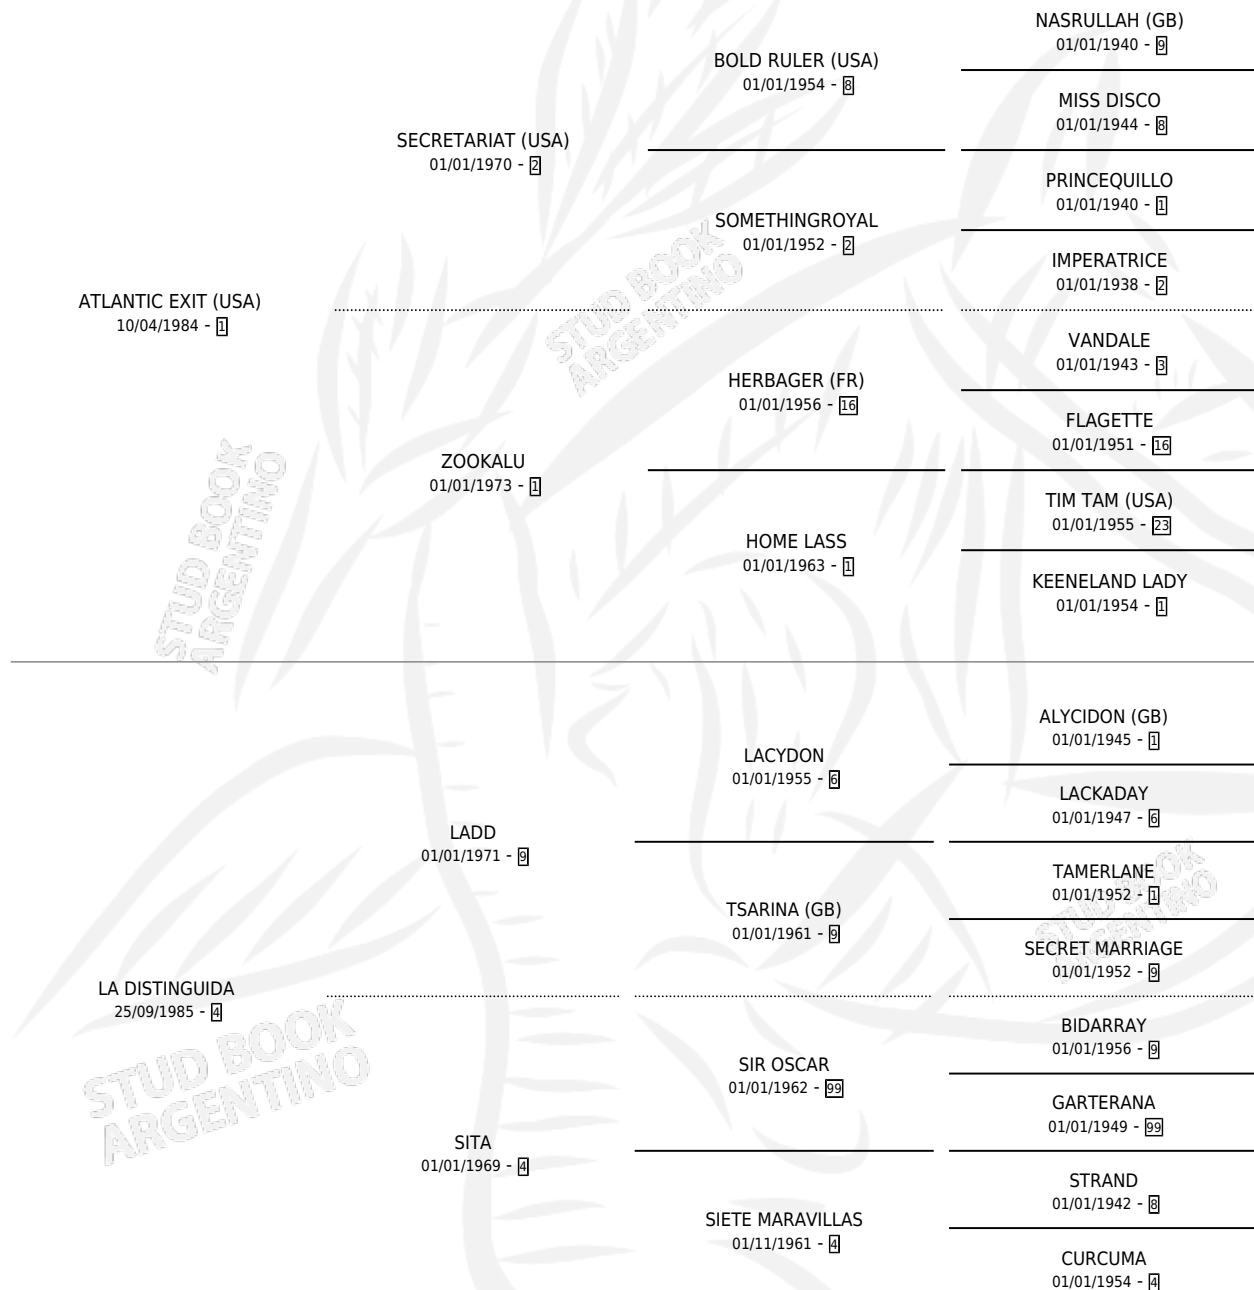 NASRULLAH (GB)
01/01/1940 - 9
BOLD RULER (USA)
01/01/1954 - 8
MISS DISCO
01/01/1944 - 8
SECRETARIAT (USA)
01/01/1970 - 2
PRINCEQUILLO
01/01/1940 - 1
SOMETHINGROYAL
01/01/1952 - 2
IMPERATRICE
01/01/1938 - 2
ATLANTIC EXIT (USA)
10/04/1984 - 1
VANDALE
01/01/1943 - 3
HERBAGER (FR)
01/01/1956 - 16
FLAGETTE
01/01/1951 - 16
ZOOKALU
01/01/1973 - 1
TIM TAM (USA)
01/01/1955 - 23
HOME LASS
01/01/1963 - 1
KEENELAND LADY
01/01/1954 - 1
ALYCIDON (GB)
01/01/1945 - 1
LACYDON
01/01/1955 - 6
LACKADAY
01/01/1947 - 6
LADD
01/01/1971 - 9
TAMERLANE
01/01/1952 - 1
TSARINA (GB)
01/01/1961 - 9
SECRET MARRIAGE
01/01/1952 - 9
LA DISTINGUIDA
25/09/1985 - 4
BIDARRAY
01/01/1956 - 9
SIR OSCAR
01/01/1962 - 99
GARTERANA
01/01/1949 - 99
SITA
01/01/1969 - 4
STRAND
01/01/1942 - 8
SIETE MARAVILLAS
01/11/1961 - 4
CURCUMA
01/01/1954 - 4
STUD BOOK
ARGENTINO
STUD BOOK
ARGENTINO
STUD BOOK
ARGENTINO
STUD BOOK
ARGENTINO